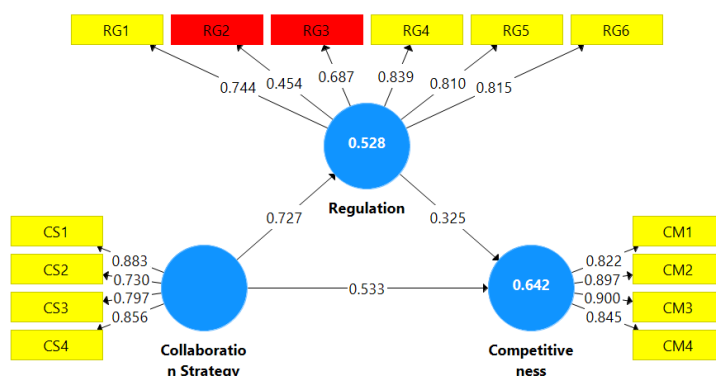 RG1 RG2 RG3 RG4 RG5 RG6
0.744 0.454 0.687 0.839 0.810 0.815
0.528
Regulation
0.727 0.325
CS1
CS2
CS3
CS4
0.883
0.730
0.797
0.856
0.533
0.642
CM1
CM2
CM3
CM4
0.822
0.897
0.900
0.845
Collaboratio
n Strategy
Competitive
ness